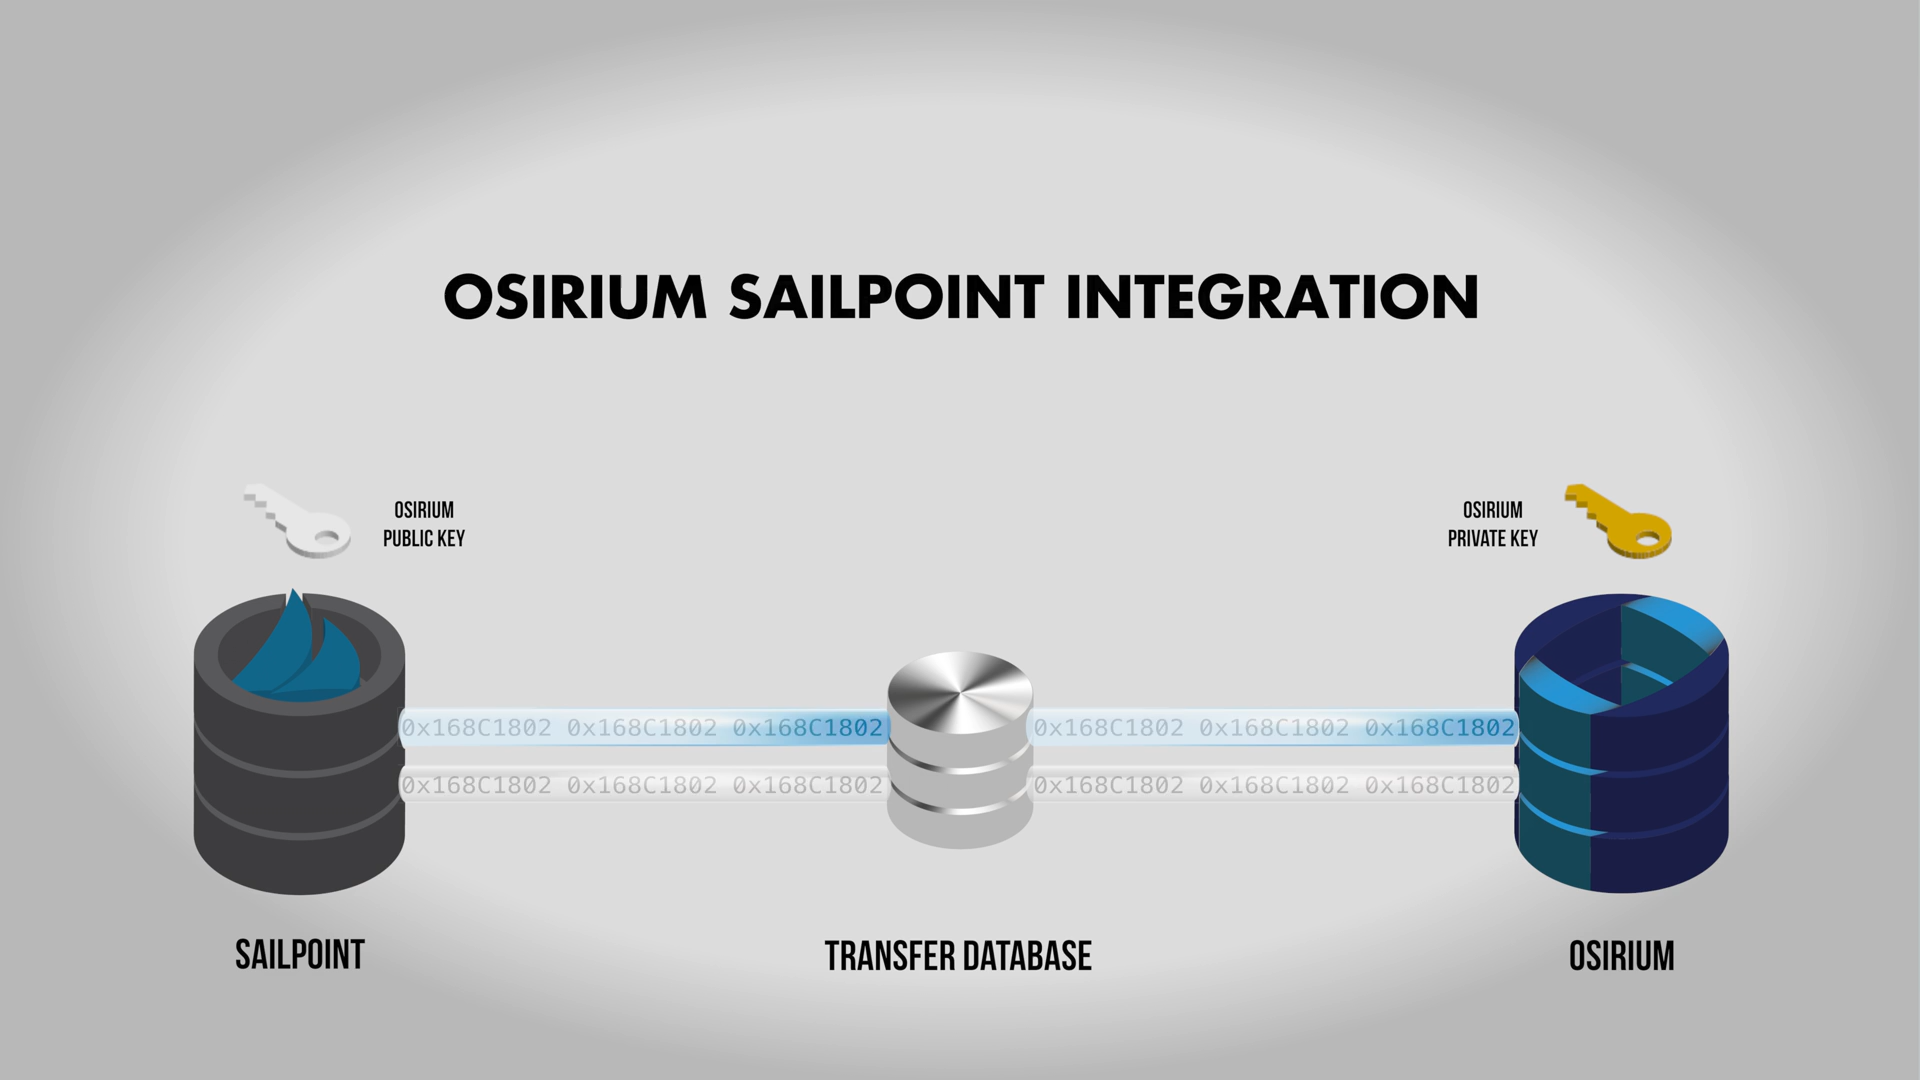 OSIRIUM SAILPOINT INTEGRATION
OSIRIUM
PUBLIC KEY
OSIRIUM
PRIVATE KEY
0x168C1802 0x168C1802 0x168C1802
0x168C1802 0x168C1802 0x168C1802
0x168C1802 0x168C1802 0x168C1802
0x168C1802 0x168C1802 0x168C1802
SAILPOINT
TRANSFER DATABASE
OSIRIUM